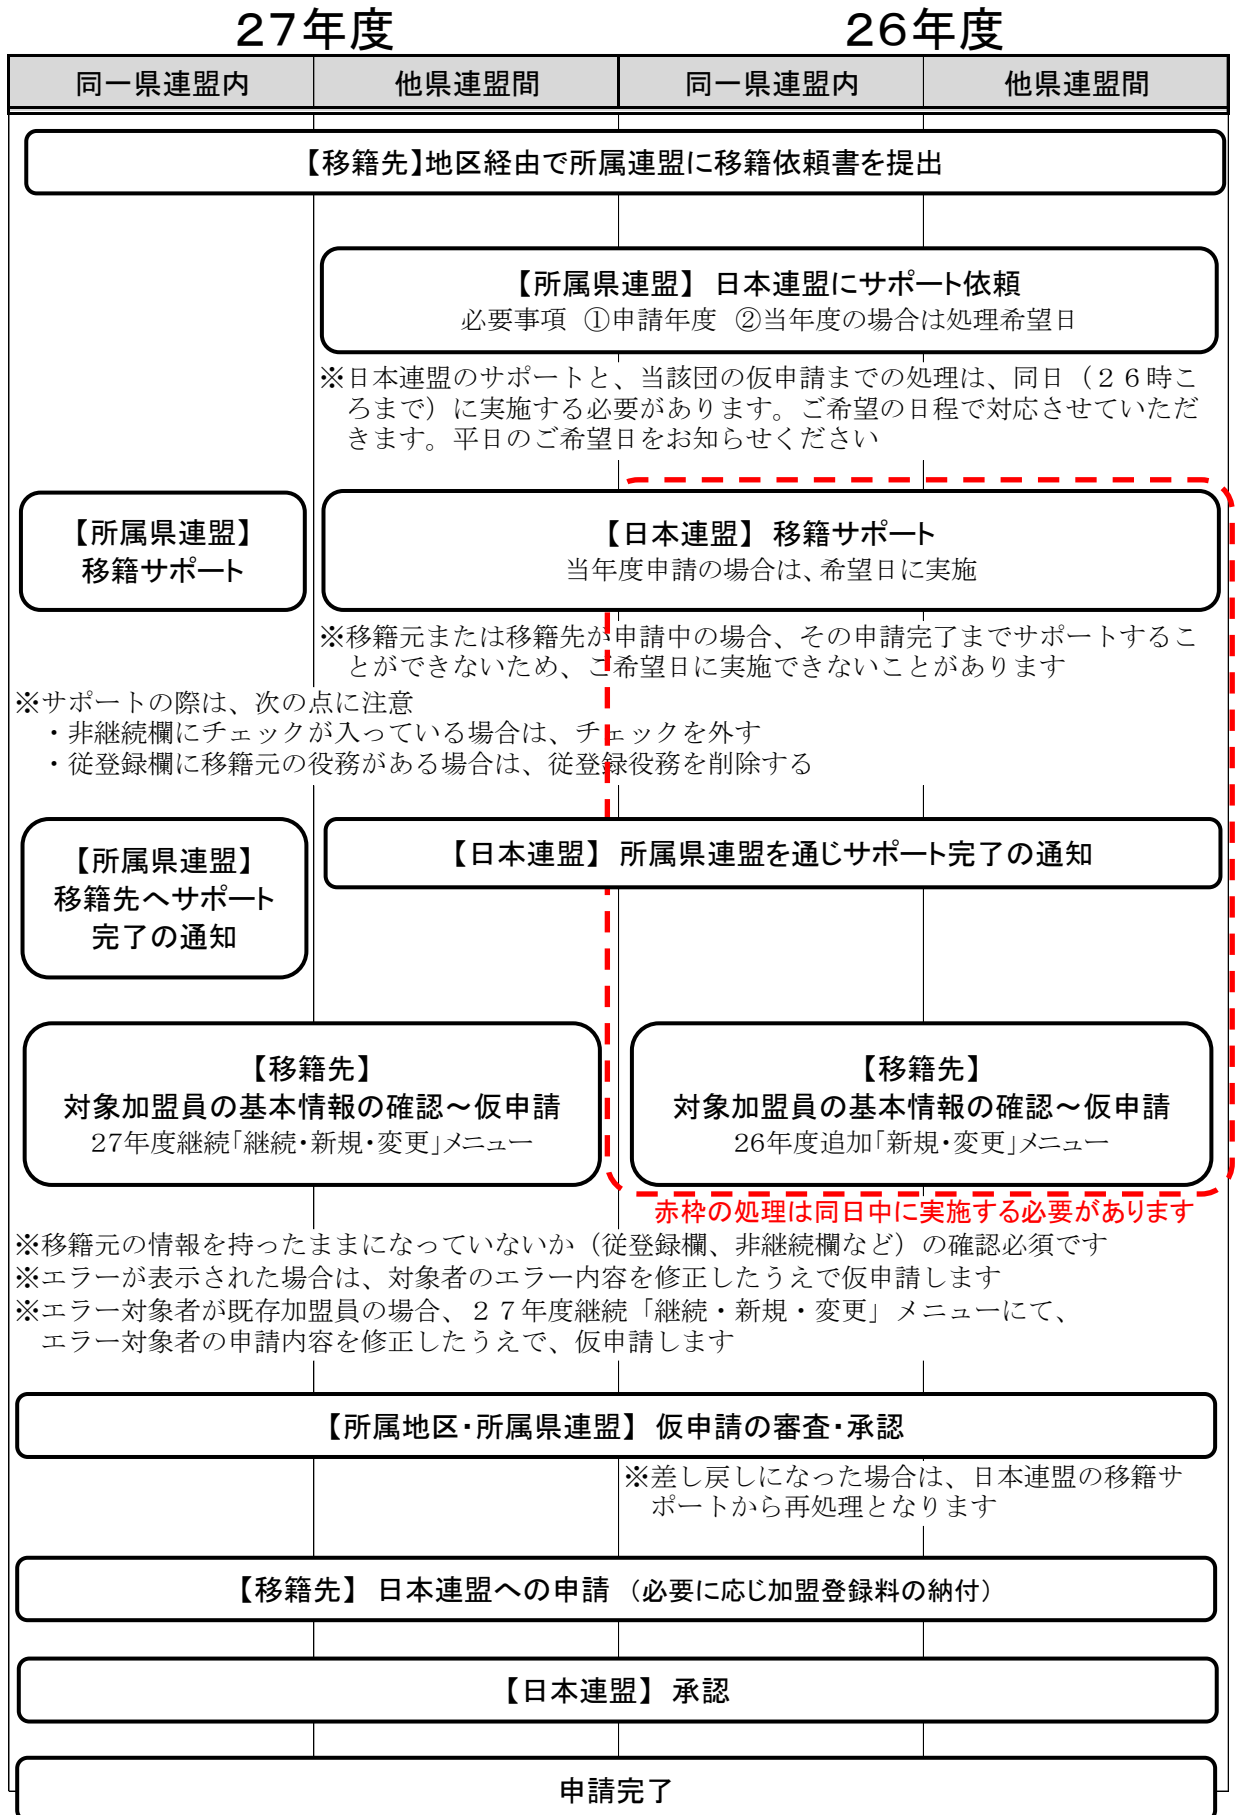 27年度
26年度
同一県連盟内
他県連盟間
同一県連盟内
他県連盟間
【移籍先】地区経由で所属連盟に移籍依頼書を提出
【所属県連盟】 日本連盟にサポート依頼
必要事項 ①申請年度 ②当年度の場合は処理希望日
※日本連盟のサポートと、当該団の仮申請までの処理は、同日（２６時こ
ろまで）に実施する必要があります。ご希望の日程で対応させていただ
きます。平日のご希望日をお知らせください
【所属県連盟】
移籍サポート
【日本連盟】 移籍サポート
当年度申請の場合は、希望日に実施
※移籍元または移籍先が申請中の場合、その申請完了までサポートするこ
とができないため、ご希望日に実施できないことがあります
※サポートの際は、次の点に注意
・非継続欄にチェックが入っている場合は、チェックを外す
・従登録欄に移籍元の役務がある場合は、従登録役務を削除する
【所属県連盟】
移籍先へサポート
完了の通知
【日本連盟】 所属県連盟を通じサポート完了の通知
【移籍先】
対象加盟員の基本情報の確認～仮申請
27年度継続「継続・新規・変更」メニュー
【移籍先】
対象加盟員の基本情報の確認～仮申請
26年度追加「新規・変更」メニュー
赤枠の処理は同日中に実施する必要があります
※移籍元の情報を持ったままになっていないか（従登録欄、非継続欄など）の確認必須です
※エラーが表示された場合は、対象者のエラー内容を修正したうえで仮申請します
※エラー対象者が既存加盟員の場合、２７年度継続「継続・新規・変更」メニューにて、
エラー対象者の申請内容を修正したうえで、仮申請します
【所属地区・所属県連盟】 仮申請の審査・承認
※差し戻しになった場合は、日本連盟の移籍サ
ポートから再処理となります
【移籍先】 日本連盟への申請 （必要に応じ加盟登録料の納付）
【日本連盟】 承認
申請完了